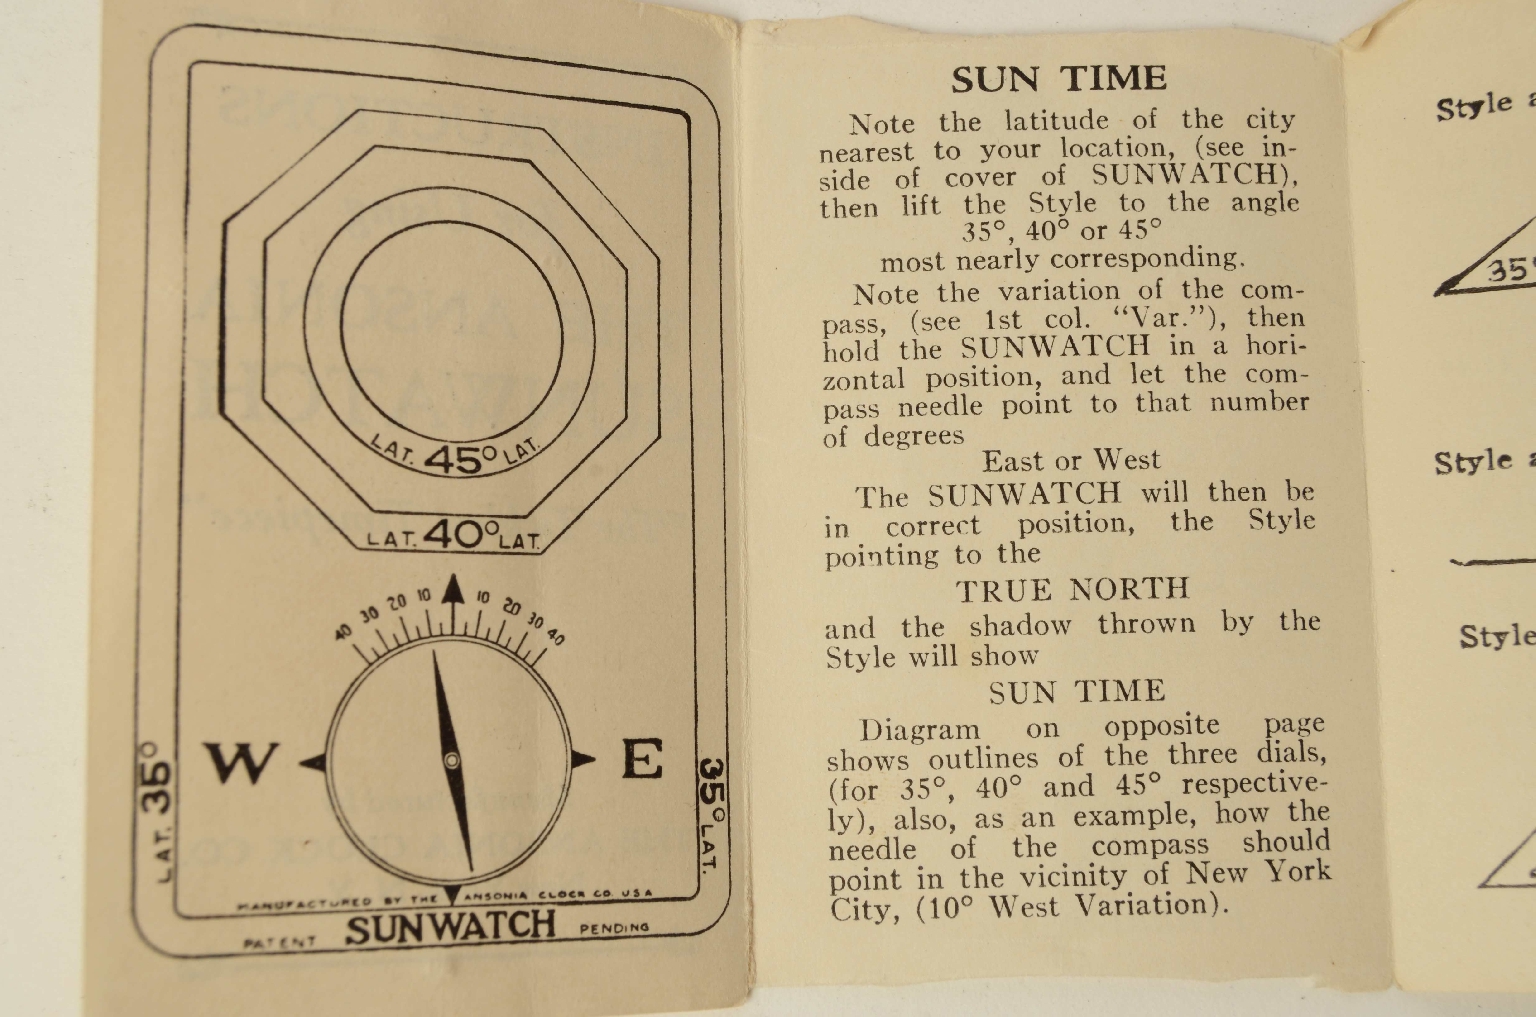 LAT. 45° LAT.
LAT. 40° LAT.
40 30 20 10 10 20 30 40
W E
LAT. 35°
35° LAT.
MANUFACTURED BY THE ANSONIA CLOCK CO. USA
PATENT SUNWATCH PENDING
SUN TIME
Note the latitude of the city
nearest to your location, (see in-
side of cover of SUNWATCH),
then lift the Style to the angle
35°, 40° or 45°
most nearly corresponding.
Note the variation of the com-
pass, (see 1st col. "Var."), then
hold the SUNWATCH in a hori-
zontal position, and let the com-
pass needle point to that number
of degrees
East or West
The SUNWATCH will then be
in correct position, the Style
pointing to the
TRUE NORTH
and the shadow thrown by the
Style will show
SUN TIME
Diagram on opposite page
shows outlines of the three dials,
(for 35°, 40° and 45° respective-
ly), also, as an example, how the
needle of the compass should
point in the vicinity of New York
City, (10° West Variation).
Style
35°
Style
Style